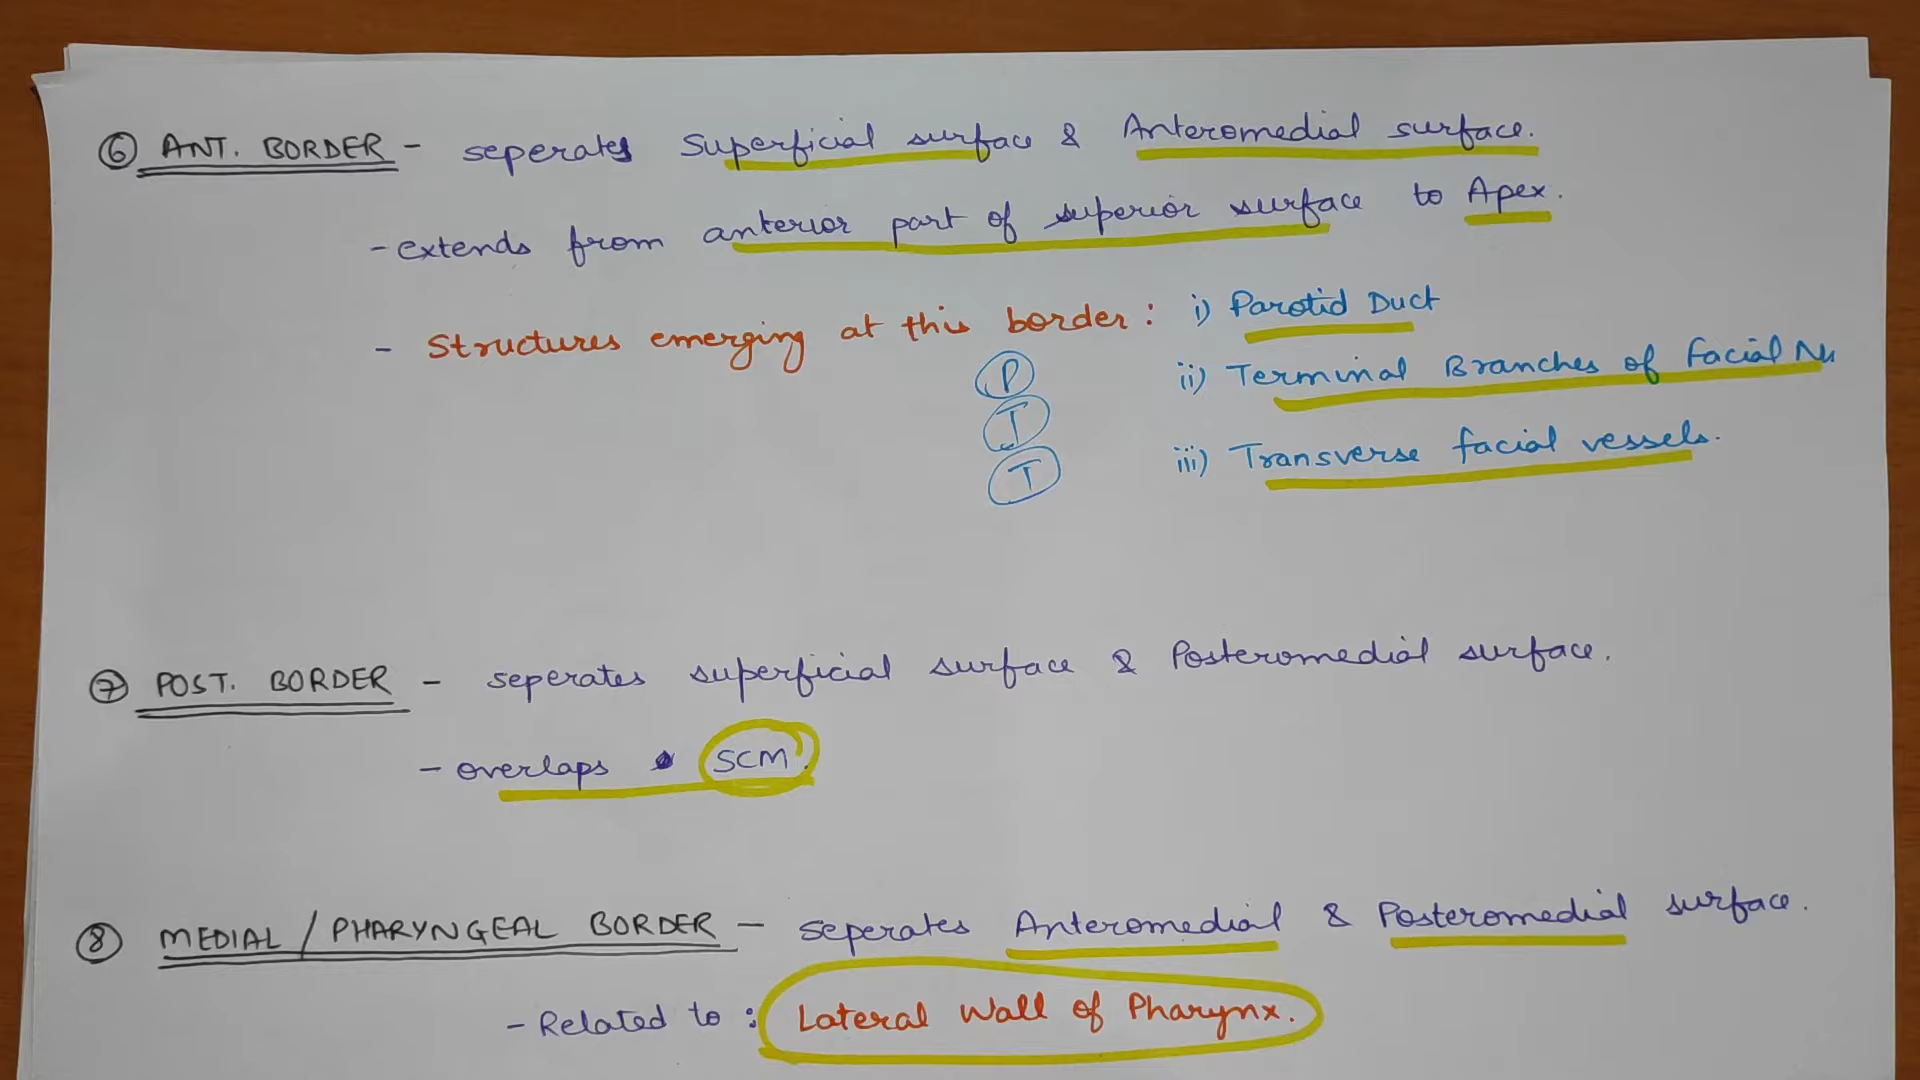 ⑥ ANT. BORDER - seperates Superficial surface & Anteromedial surface.
- extends from anterior part of superior surface to Apex.
- Structures emerging at this border : i) Parotid Duct
P
ii) Terminal Branches of Facial Nv
T
iii) Transverse facial vessels.
T
⑦ POST. BORDER - seperates superficial surface & Posteromedial surface.
- overlaps SCM.
⑧ MEDIAL / PHARYNGEAL BORDER - seperates Anteromedial & Posteromedial surface.
- Related to : Lateral Wall of Pharynx.